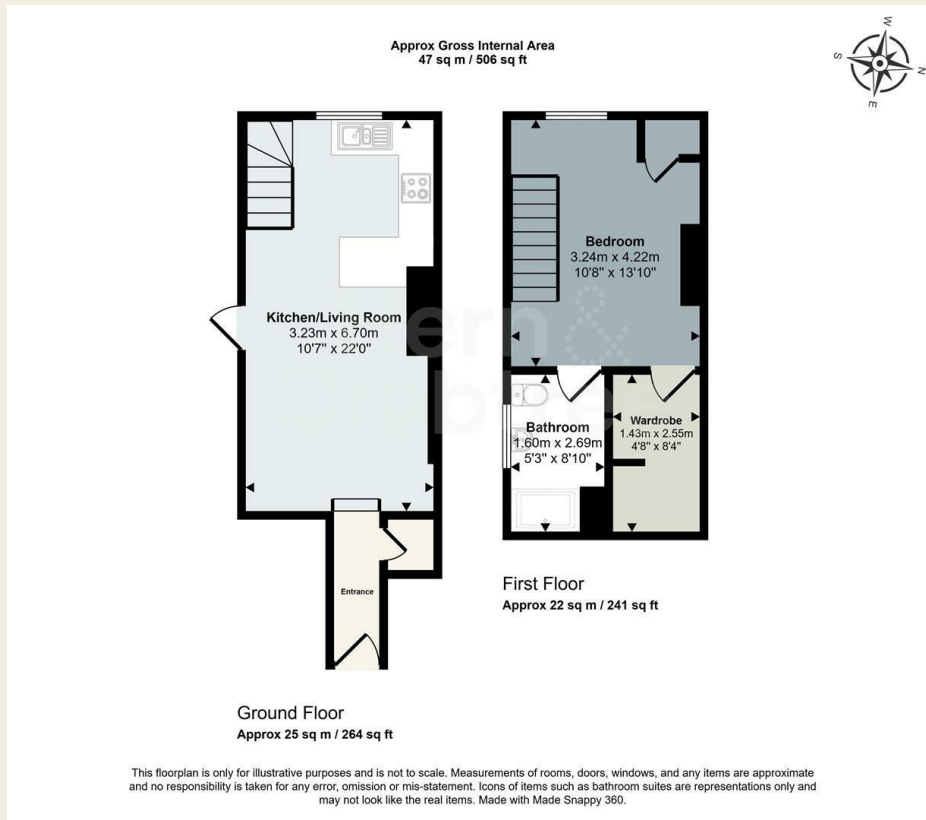 Approx Gross Internal Area
47 sq m / 506 sq ft
W
S
N
E
Kitchen/Living Room
3.23m x 6.70m
10'7" x 22'0"
Entrance
Bedroom
3.24m x 4.22m
10'8" x 13'10"
Bathroom
1.60m x 2.69m
5'3" x 8'10"
Wardrobe
1.43m x 2.55m
4'8" x 8'4"
First Floor
Approx 22 sq m / 241 sq ft
Ground Floor
Approx 25 sq m / 264 sq ft
This floorplan is only for illustrative purposes and is not to scale. Measurements of rooms, doors, windows, and any items are approximate
and no responsibility is taken for any error, omission or mis-statement. Icons of items such as bathroom suites are representations only and
may not look like the real items. Made with Made Snappy 360.